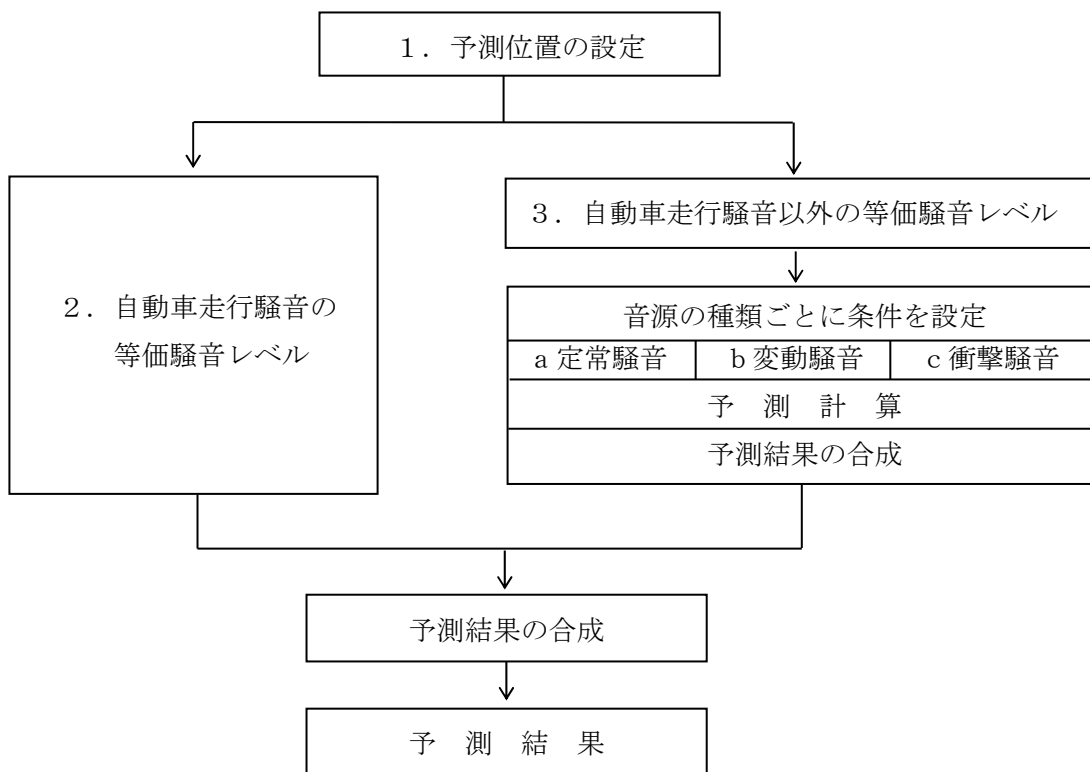 １．予測位置の設定
２．自動車走行騒音の
等価騒音レベル
３．自動車走行騒音以外の等価騒音レベル
音源の種類ごとに条件を設定
a 定常騒音
b 変動騒音
c 衝撃騒音
予　測　計　算
予測結果の合成
予測結果の合成
予　測　結　果